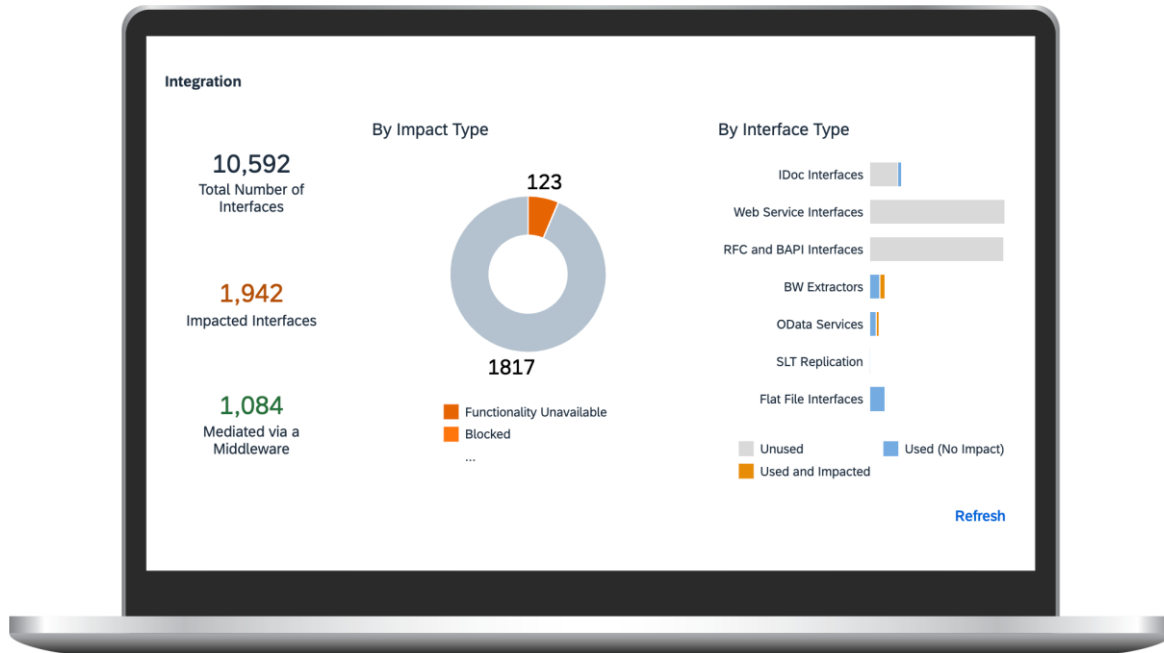 Integration
10,592
Total Number of
Interfaces
1,942
Impacted Interfaces
1,084
Mediated via a
Middleware
By Impact Type
123
1817
Functionality Unavailable
Blocked
...
By Interface Type
IDoc Interfaces
Web Service Interfaces
RFC and BAPI Interfaces
BW Extractors
OData Services
SLT Replication
Flat File Interfaces
Unused
Used (No Impact)
Used and Impacted
Refresh